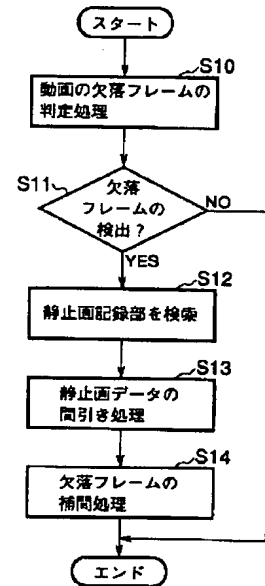 スタート
S10
動画の欠落フレームの
判定処理
S11
欠落
フレームの
検出？
NO
YES
S12
静止画記録部を検索
S13
静止画データの
間引き処理
S14
欠落フレームの
補間処理
エンド